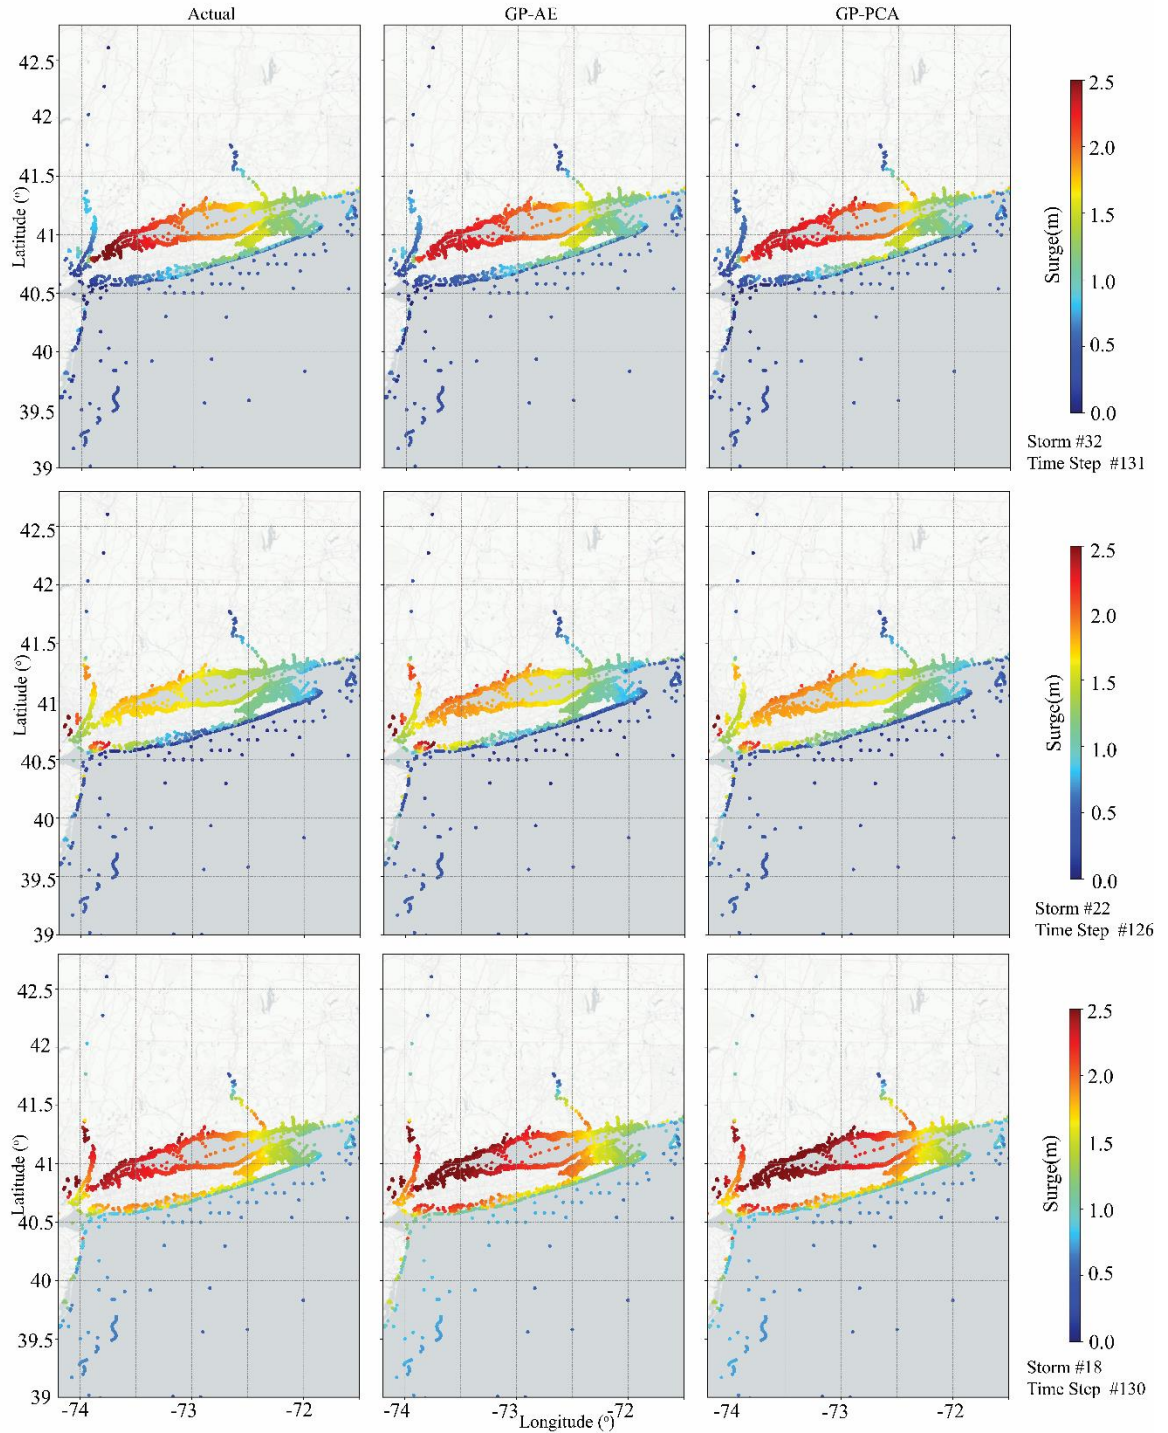 Actual GP-AE GP-PCA
42.5
42
41.5
41
40.5
40
39.5
39
Latitude (°)
2.5
2.0
1.5
1.0
0.5
0.0
Surge(m)
Storm #32
Time Step #131
42.5
42
41.5
41
40.5
40
39.5
39
Latitude (°)
2.5
2.0
1.5
1.0
0.5
0.0
Surge(m)
Storm #22
Time Step #126
42.5
42
41.5
41
40.5
40
39.5
39
Latitude (°)
2.5
2.0
1.5
1.0
0.5
0.0
Surge(m)
Storm #18
Time Step #130
-74 -73 -72 -74 -73 -72 -74 -73 -72
Longitude (°)